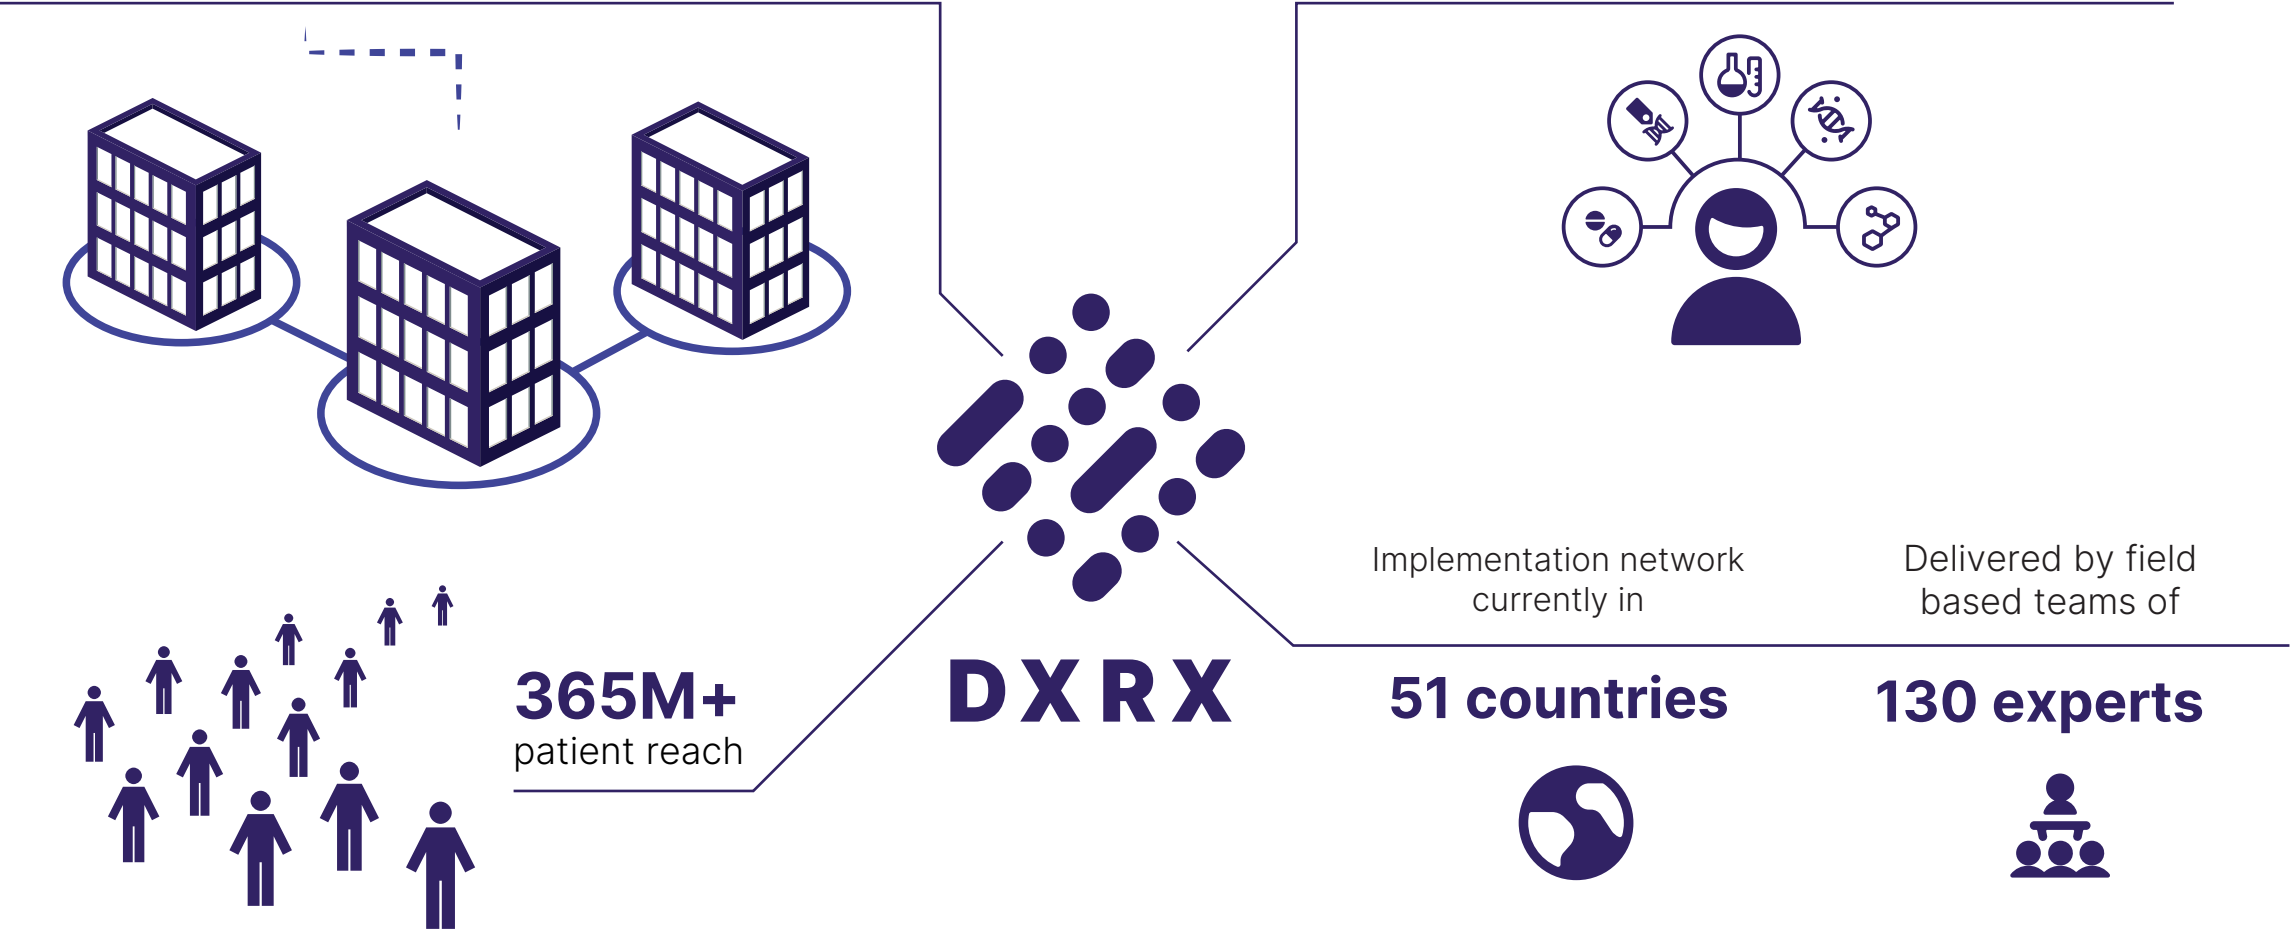 365M+
patient reach
DXRX
Implementation network
currently in
51 countries
Delivered by field
based teams of
130 experts